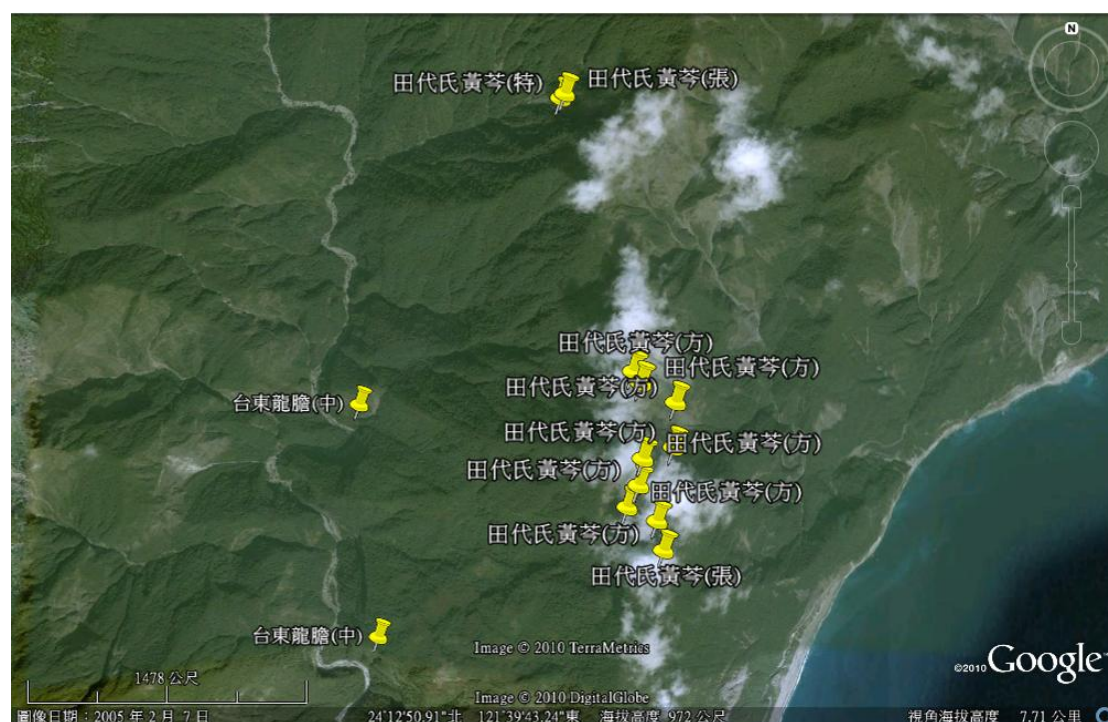 N
田代氏黃芩(特)
田代氏黃芩(張)
田代氏黃芩(方)
田代氏黃芩(方)
田代氏黃芩(方)
台東龍膽(中)
田代氏黃芩(方)
田代氏黃芩(方)
田代氏黃芩(方)
田代氏黃芩(方)
田代氏黃芩(方)
田代氏黃芩(張)
台東龍膽(中)
Image © 2010 TerraMetrics
©2010 Google™
1478 公尺
Image © 2010 DigitalGlobe
圖像日期：2005 年 2 月 7 日 24°12'50.91"北 121°39'43.24"東 海拔高度 972 公尺 視角海拔高度 7.71 公里